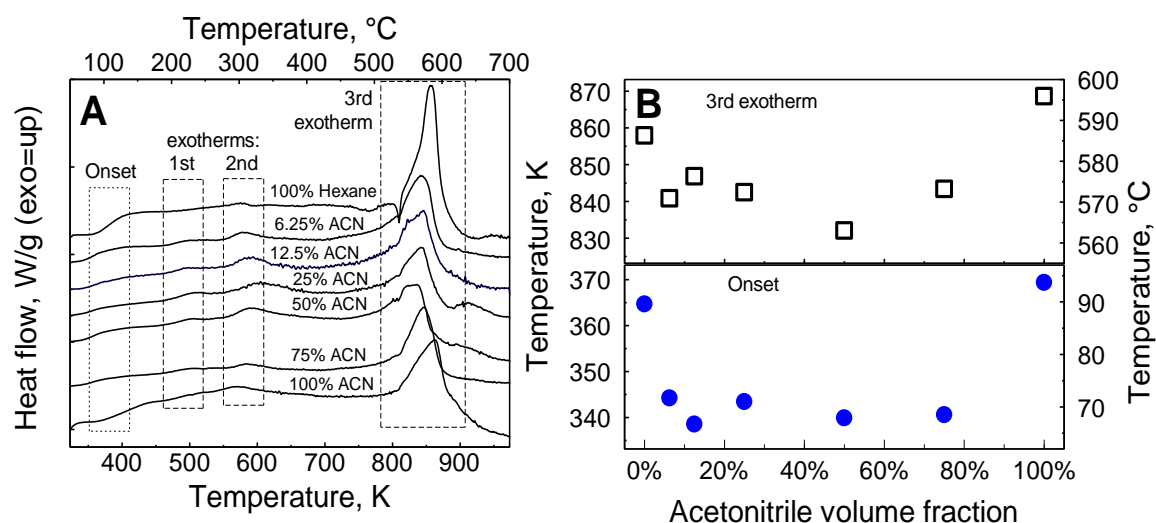 Temperature, °C
100 200 300 400 500 600 700
A
3rd
exotherm
exotherms:
1st 2nd
Onset
100% Hexane
6.25% ACN
12.5% ACN
25% ACN
50% ACN
75% ACN
100% ACN
Heat flow, W/g (exo=up)
400 500 600 700 800 900
Temperature, K
B
3rd exotherm
870
860
850
840
830
600
590
580
570
560
Onset
370
360
350
340
90
80
70
Temperature, K
Temperature, °C
0% 20% 40% 60% 80% 100%
Acetonitrile volume fraction